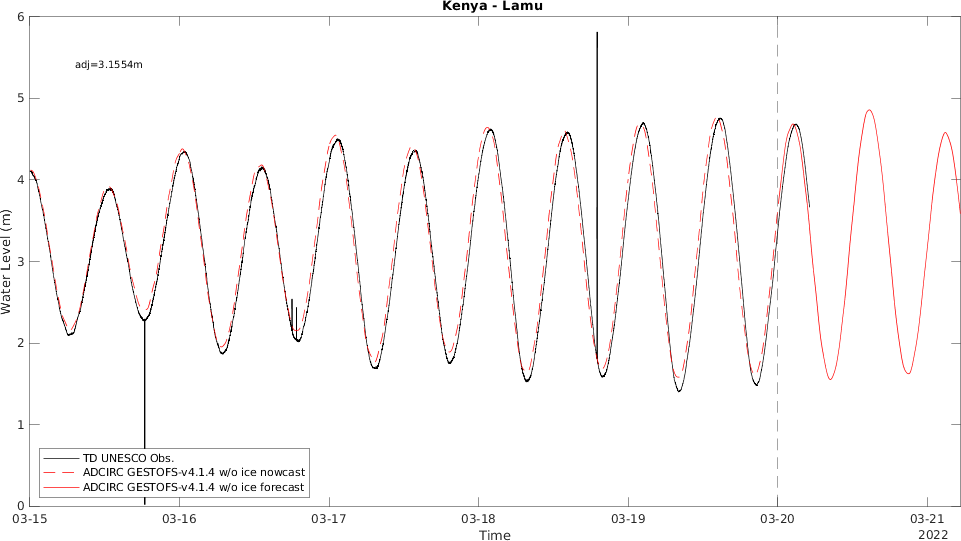 Kenya - Lamu
adj=3.1554m
6
5
4
3
2
1
0
Water Level (m)
TD UNESCO Obs.
ADCIRC GESTOFS-v4.1.4 w/o ice nowcast
ADCIRC GESTOFS-v4.1.4 w/o ice forecast
03-15 03-16 03-17 03-18 03-19 03-20 03-21
Time
2022